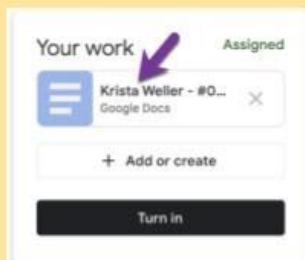 Your work Assigned
Krista Weller - #0...
Google Docs
+ Add or create
Turn in